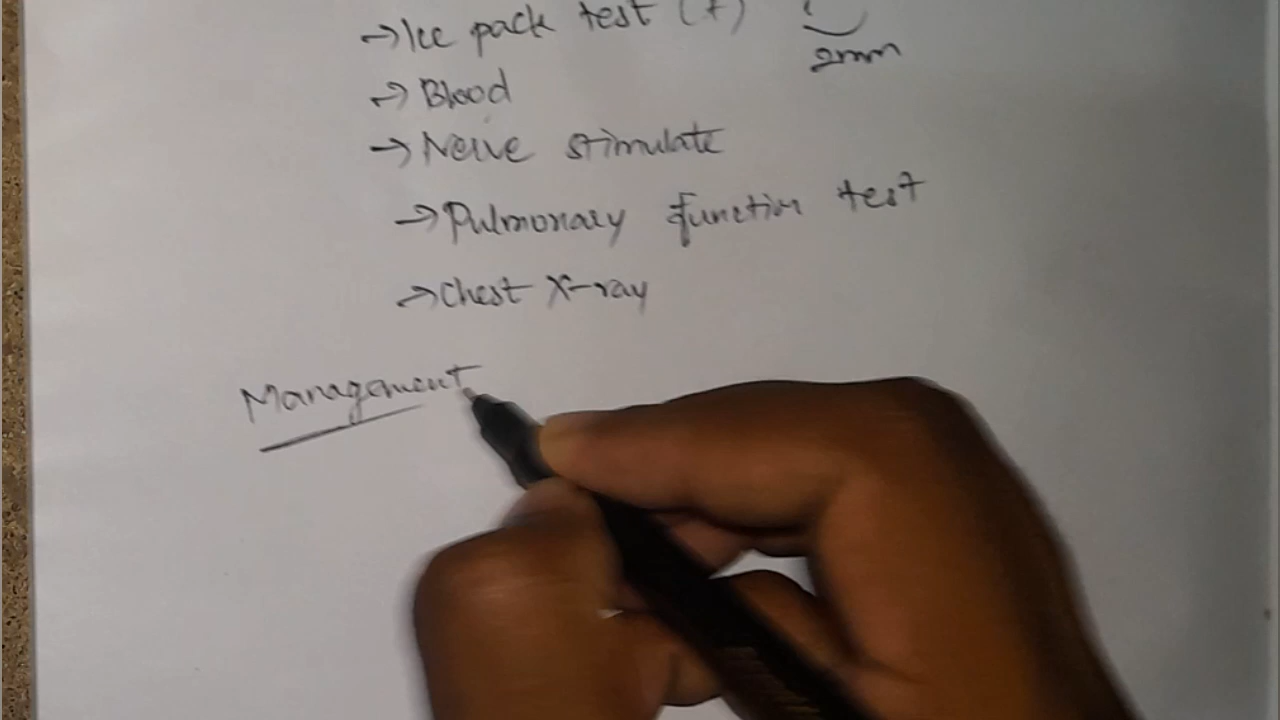 →Ice pack test (+)
2mm
→Blood
→Nerve stimulate
→Pulmonary function test
→Chest X-ray
Management